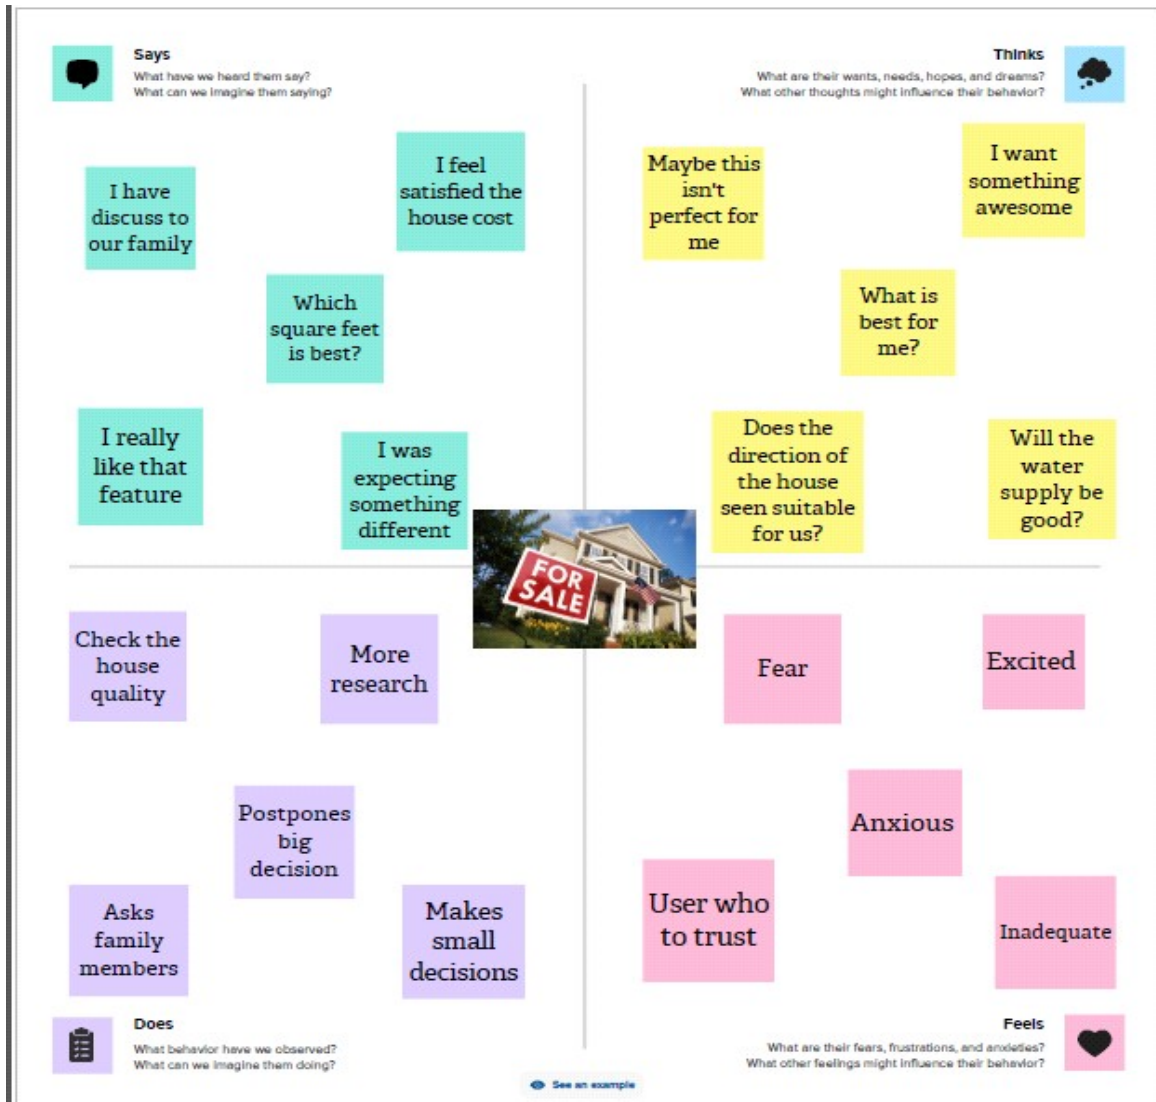 Says
What have we heard them say?
What can we imagine them saying?
Thinks
What are their wants, needs, hopes, and dreams?
What other thoughts might influence their behavior?
I have
discuss to
our family
I feel
satisfied the
house cost
Which
square feet
is best?
I really
like that
feature
I was
expecting
something
different
Maybe this
isn't
perfect for
me
I want
something
awesome
What is
best for
me?
Does the
direction of
the house
seen suitable
for us?
Will the
water
supply be
good?
FOR
SALE
Check the
house
quality
More
research
Postpones
big
decision
Asks
family
members
Makes
small
decisions
Fear
Excited
Anxious
User who
to trust
Inadequate
Does
What behavior have we observed?
What can we imagine them doing?
Feels
What are their fears, frustrations, and anxieties?
What other feelings might influence their behavior?
See an example